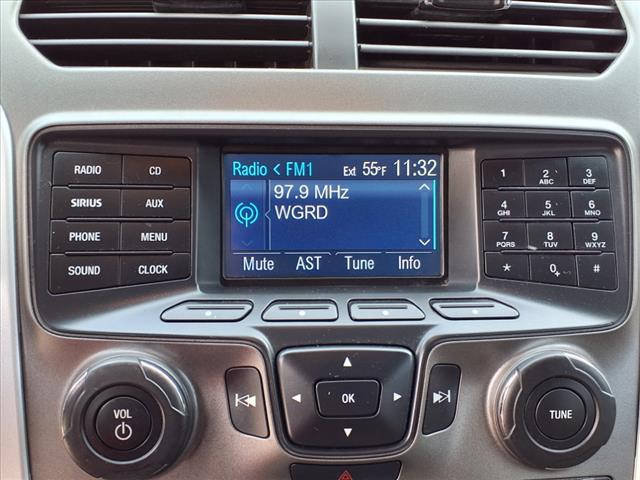 RADIO CD
SIRIUS AUX
PHONE MENU
SOUND CLOCK
Radio < FM1 Ext 55°F 11:32
97.9 MHz
WGRD
Mute AST Tune Info
1 2 ABC 3 DEF
4 GHI 5 JKL 6 MNO
7 PQRS 8 TUV 9 WXYZ
* 0+ #
VOL
OK
TUNE